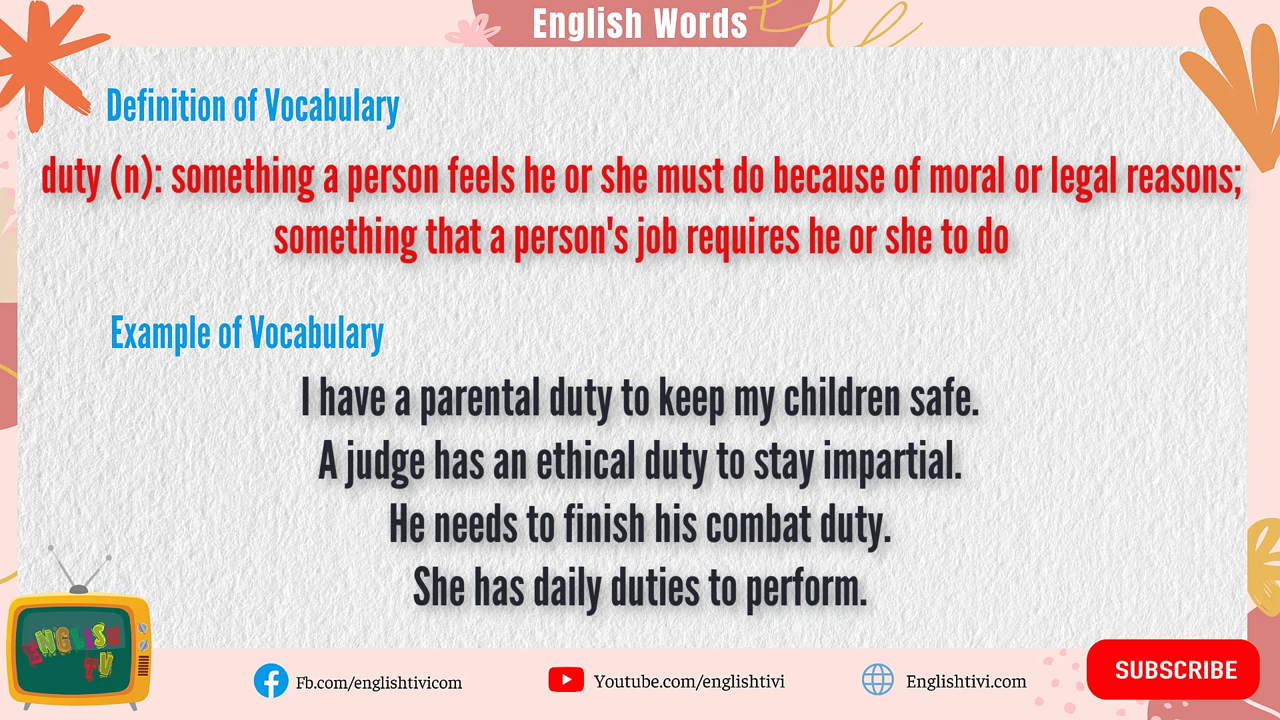 English Words
Definition of Vocabulary
duty (n): something a person feels he or she must do because of moral or legal reasons;
something that a person's job requires he or she to do
Example of Vocabulary
I have a parental duty to keep my children safe.
A judge has an ethical duty to stay impartial.
He needs to finish his combat duty.
She has daily duties to perform.
ENGLISH
TV
Fb.com/englishtivicom
Youtube.com/englishtivi
Englishtivi.com
SUBSCRIBE